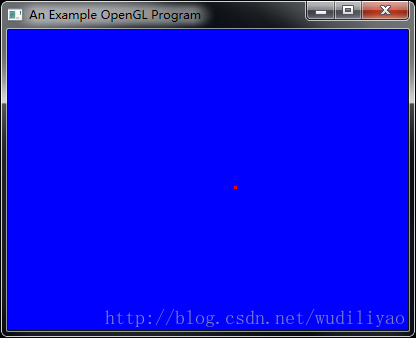 An Example OpenGL Program
http://blog.csdn.net/wudiliyao